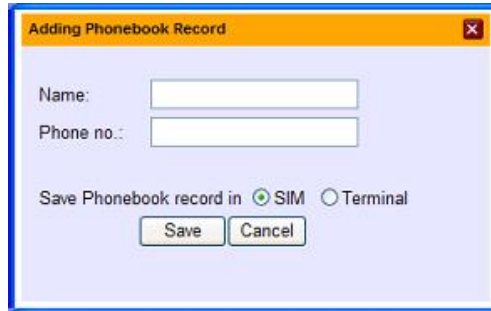 Adding Phonebook Record
Name:
Phone no.:
Save Phonebook record in SIM Terminal
Save Cancel